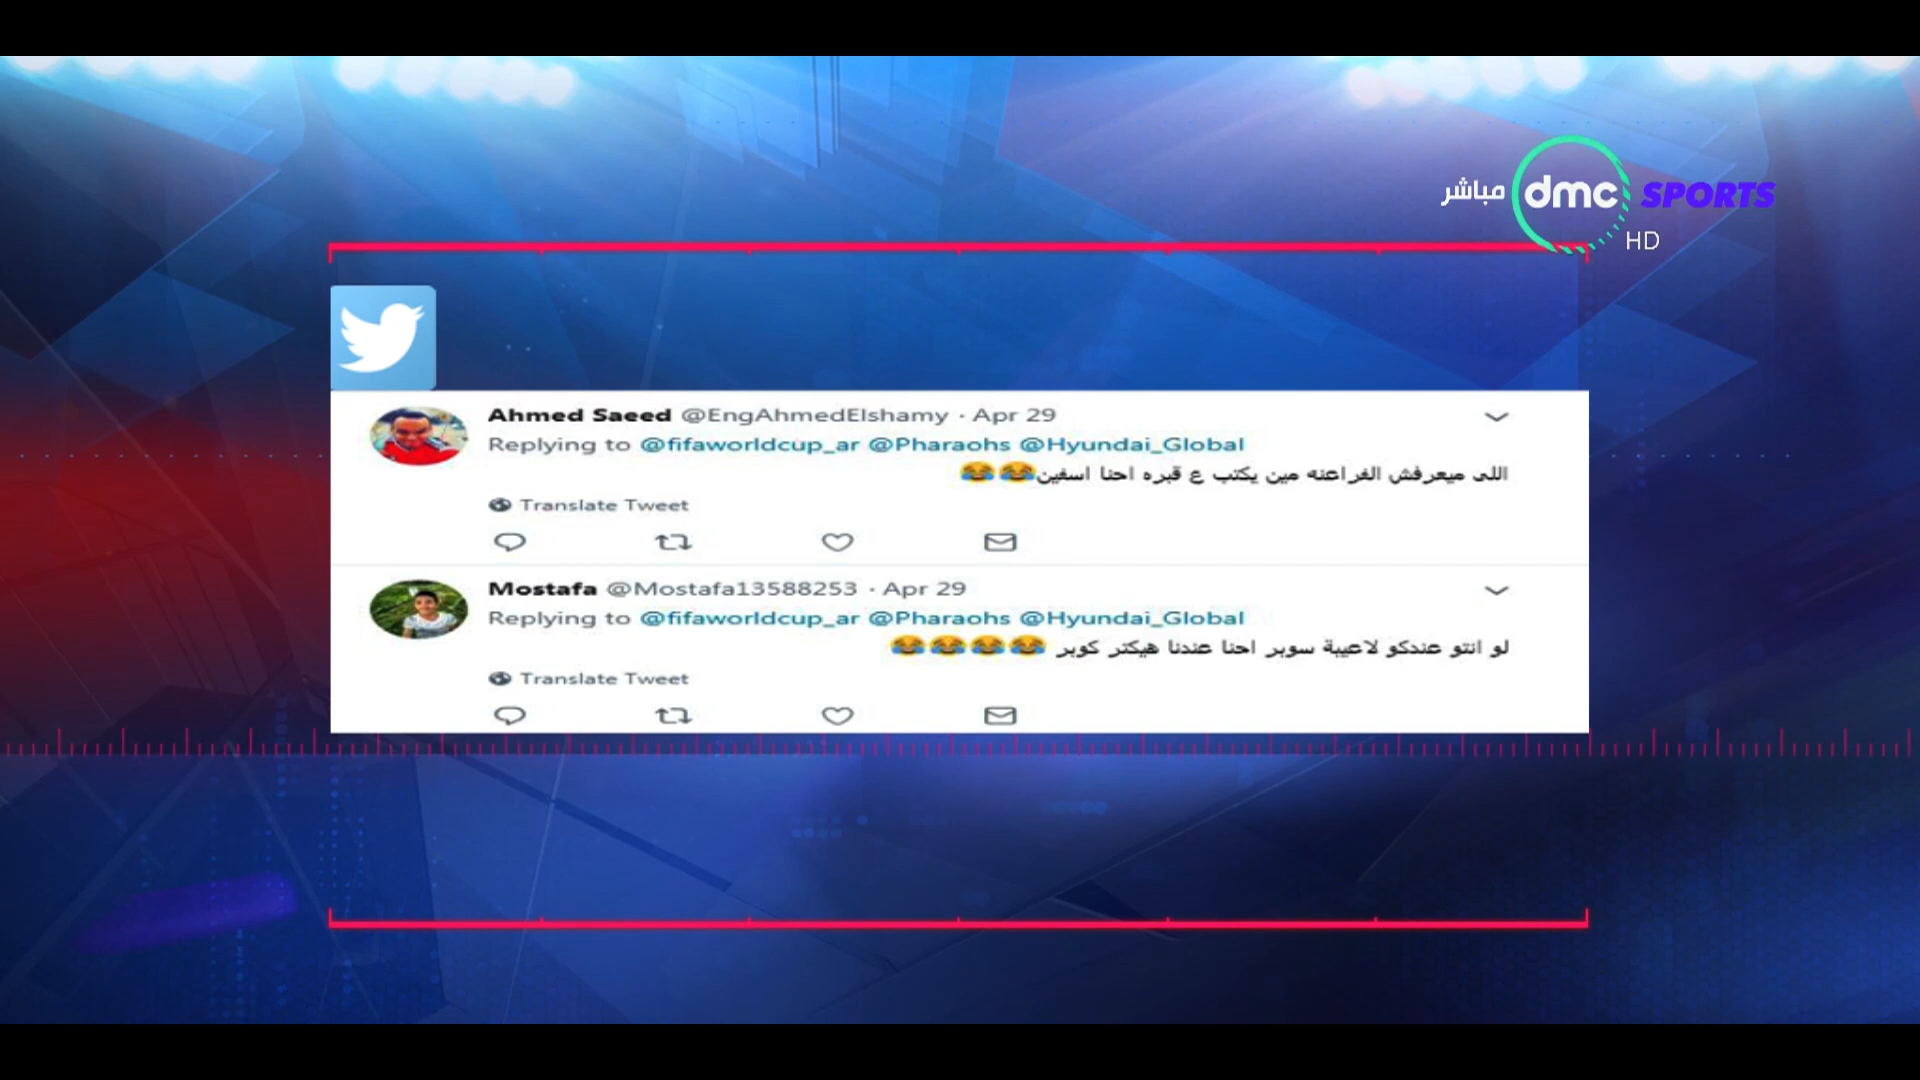 مباشر dmc SPORTS
HD
Ahmed Saeed @EngAhmedElshamy · Apr 29
Replying to @fifaworldcup_ar @Pharaohs @Hyundai_Global
اللى ميعرفش الفراعنه مين يكتب ع قبره احنا اسفين😂😂
Translate Tweet
Mostafa @Mostafa13588253 · Apr 29
Replying to @fifaworldcup_ar @Pharaohs @Hyundai_Global
لو انتو عندكو لاعيبة سوبر احنا عندنا هيكتر كوبر 😂😂😂😂
Translate Tweet